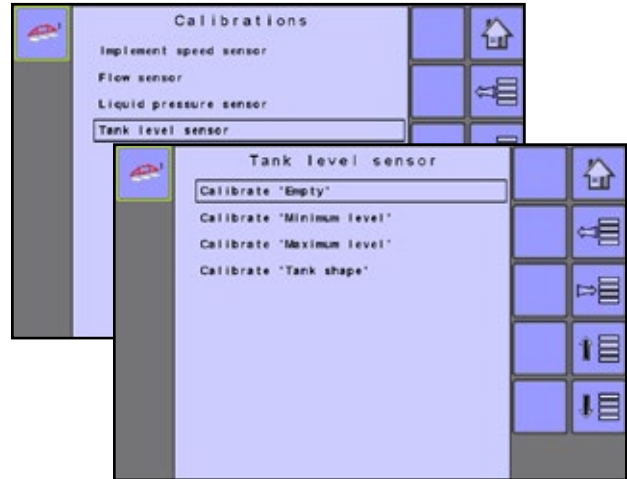 Calibrations
Implement speed sensor
Flow sensor
Liquid pressure sensor
Tank level sensor
Tank level sensor
Calibrate "Empty"
Calibrate "Minimum level"
Calibrate "Maximum level"
Calibrate "Tank shape"